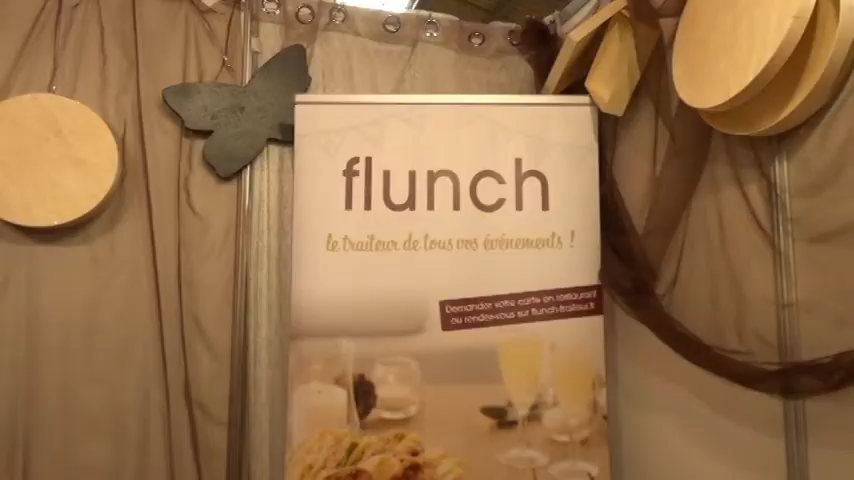 flunch
le traiteur de tous vos événements !
Demander votre carte en restaurant
ou rendez-vous sur flunch-traiteur.fr